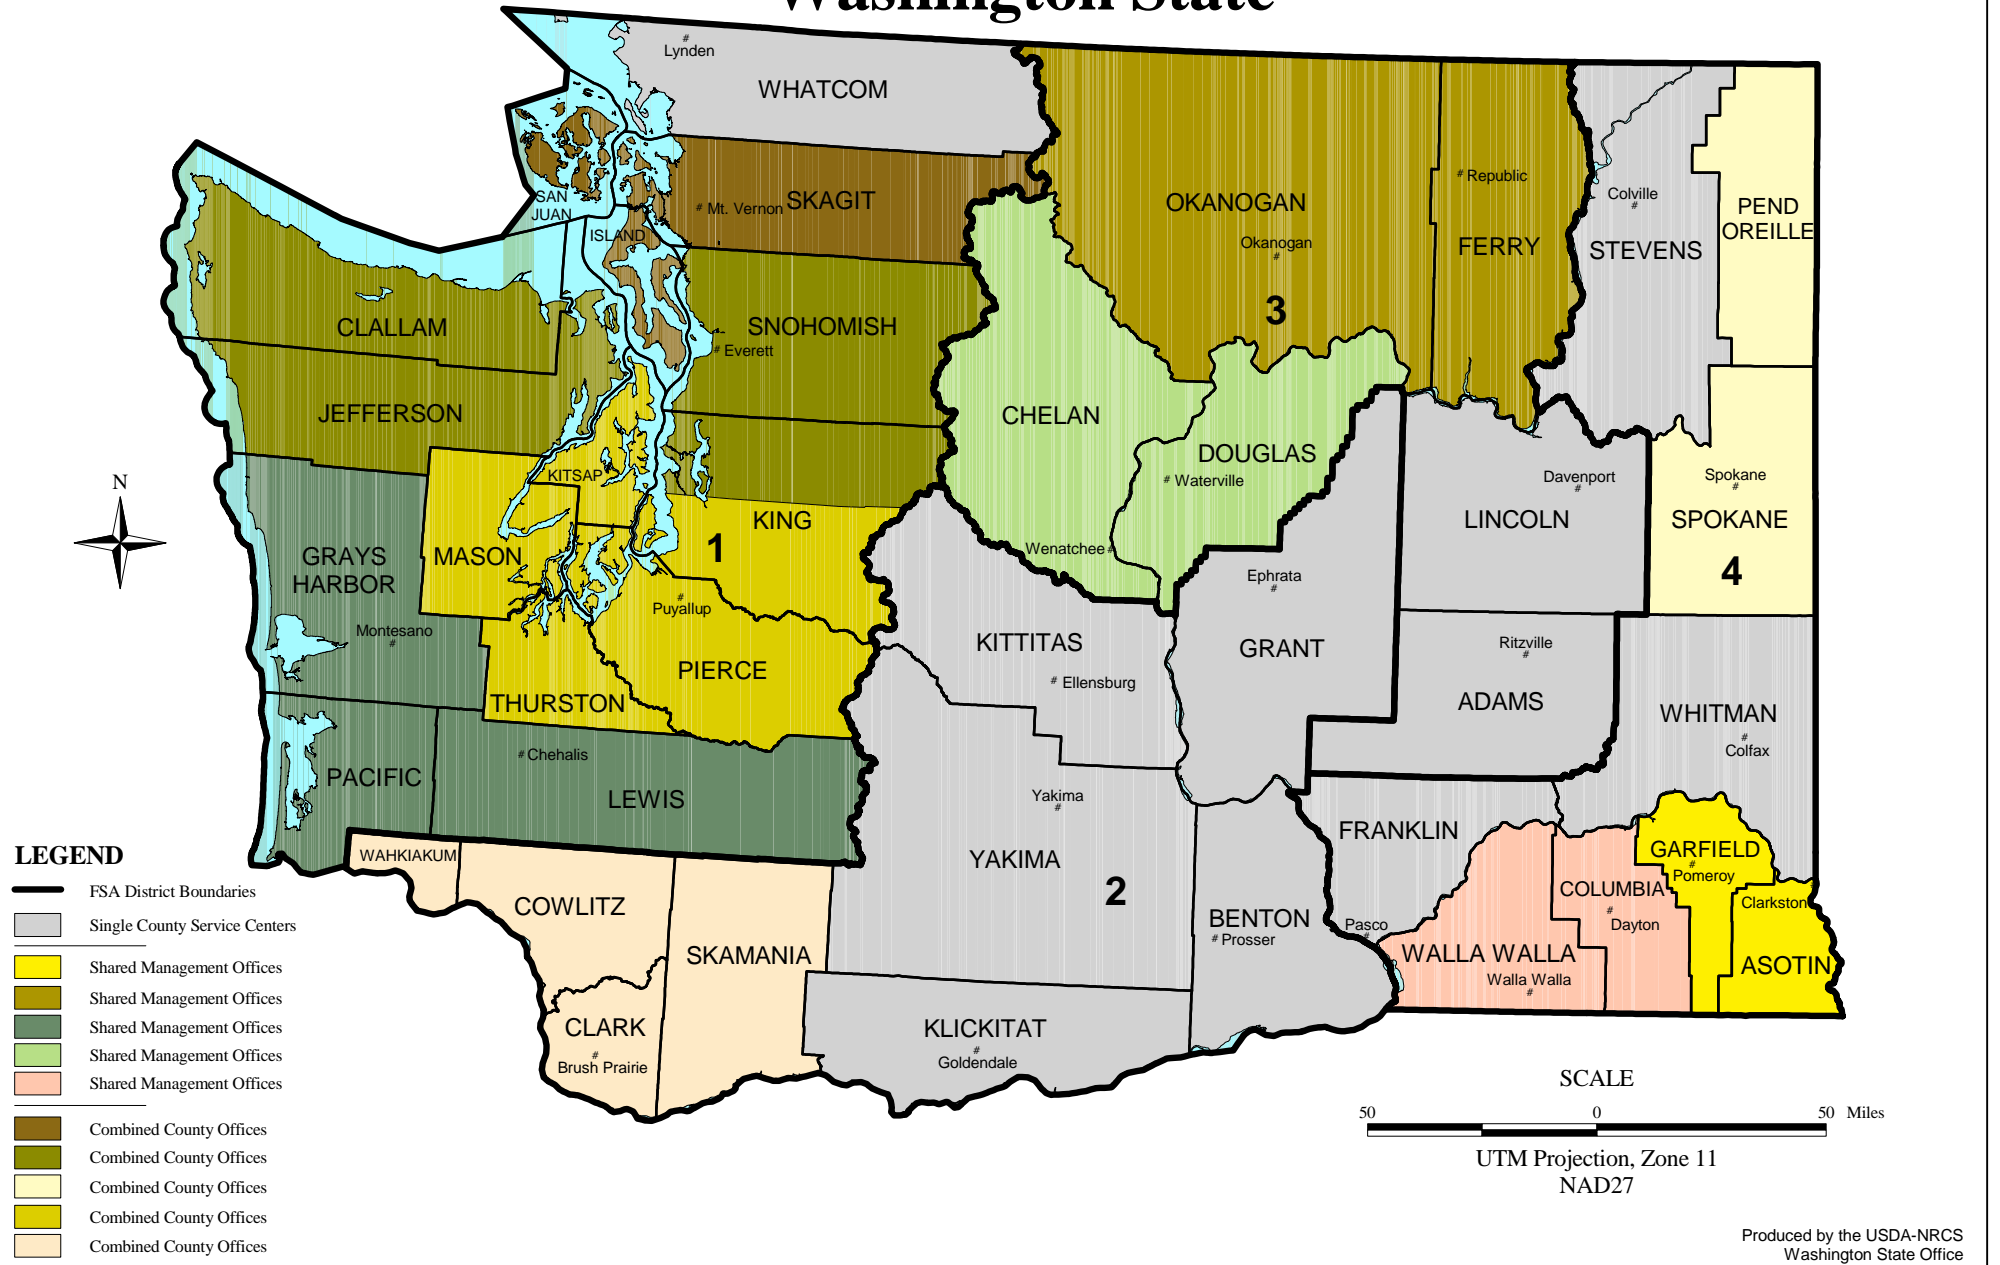 Washington State
Lynden
WHATCOM
SKAGIT
Mt. Vernon
SAN
JUAN
ISLAND
OKANOGAN
Okanogan
3
Republic
FERRY
Colville
STEVENS
PEND
OREILLE
CLALLAM
SNOHOMISH
Everett
JEFFERSON
CHELAN
DOUGLAS
Waterville
Wenatchee
KITSAP
Davenport
LINCOLN
Spokane
SPOKANE
4
N
GRAYS
HARBOR
MASON
1
KING
Puyallup
Montesano
Ephrata
GRANT
KITTITAS
Ellensburg
Ritzville
ADAMS
WHITMAN
Colfax
PIERCE
THURSTON
Chehalis
PACIFIC
LEWIS
Yakima
YAKIMA
2
FRANKLIN
Pasco
GARFIELD
Pomeroy
COLUMBIA
Dayton
Clarkston
ASOTIN
WALLA WALLA
Walla Walla
BENTON
Prosser
WAHKIAKUM
COWLITZ
SKAMANIA
CLARK
Brush Prairie
KLICKITAT
Goldendale
LEGEND
FSA District Boundaries
Single County Service Centers
Shared Management Offices
Shared Management Offices
Shared Management Offices
Shared Management Offices
Shared Management Offices
Combined County Offices
Combined County Offices
Combined County Offices
Combined County Offices
Combined County Offices
SCALE
50 0 50 Miles
UTM Projection, Zone 11
NAD27
Produced by the USDA-NRCS
Washington State Office